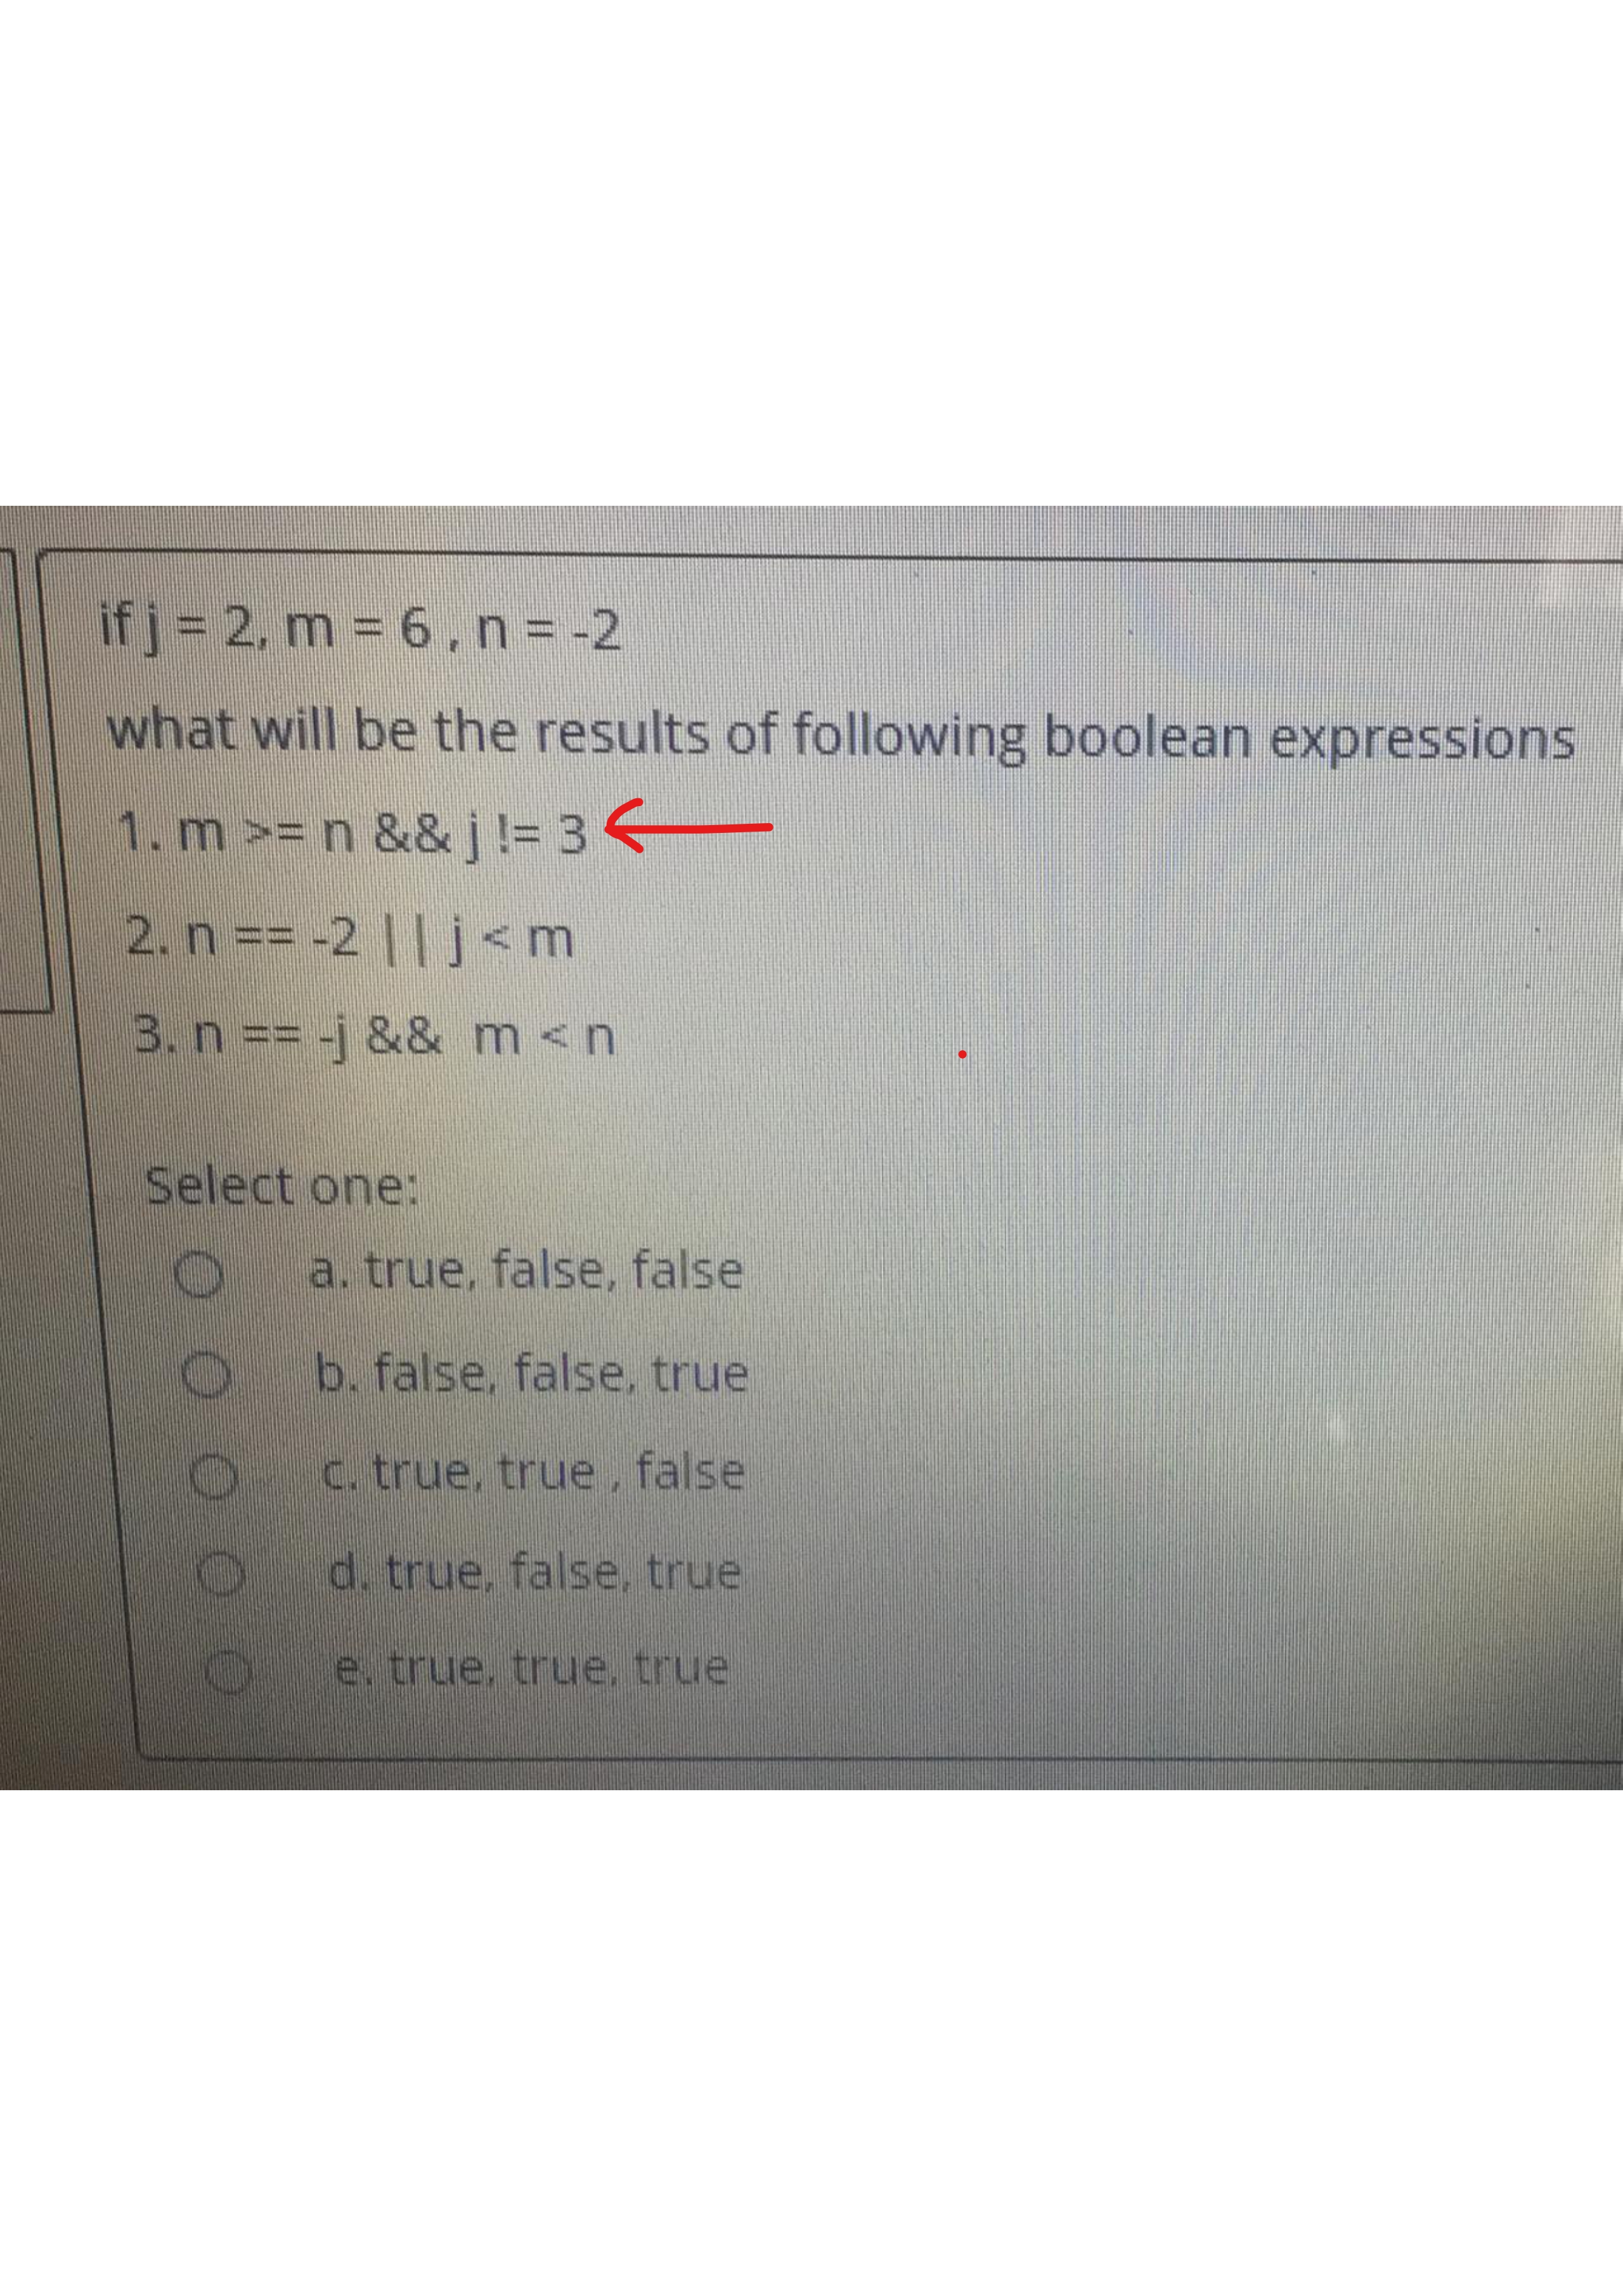 if j = 2, m = 6 , n = -2
what will be the results of following boolean expressions
1. m >= n && j != 3
2. n == -2 || j < m
3. n == -j && m < n
Select one:
a. true, false, false
b. false, false, true
c. true, true , false
d. true, false, true
e. true, true, true